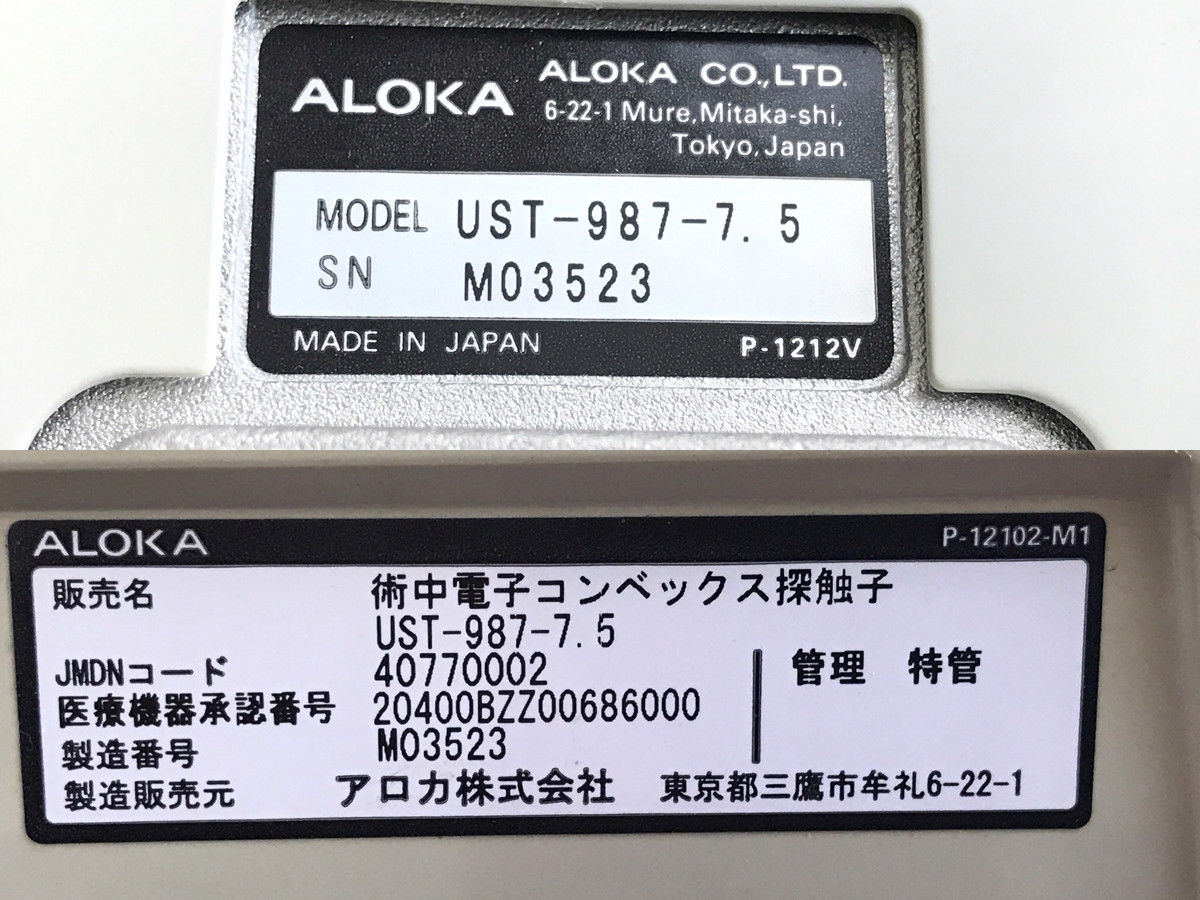 ALOKA
ALOKA CO.,LTD.
6-22-1 Mure,Mitaka-shi,
Tokyo,Japan
MODEL UST-987-7.5
SN M03523
MADE IN JAPAN P-1212V
ALOKA P-12102-M1
販売名 術中電子コンベックス探触子
UST-987-7.5
JMDNコード 40770002 管理 特管
医療機器承認番号 20400BZZ00686000
製造番号 M03523
製造販売元 アロカ株式会社 東京都三鷹市牟礼6-22-1